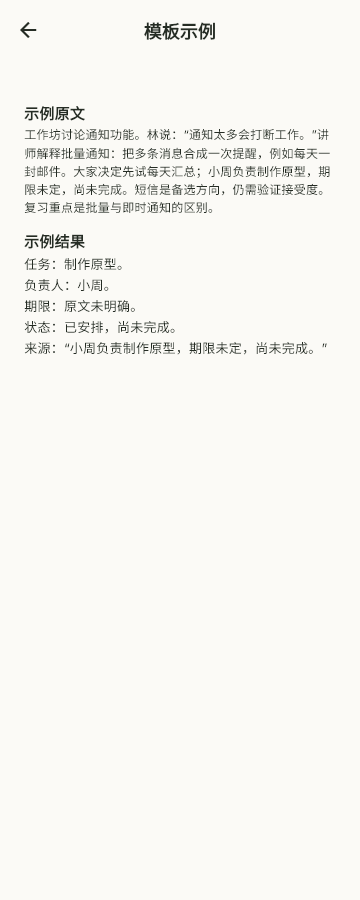 模板示例
示例原文
工作坊讨论通知功能。林说：“通知太多会打断工作。”讲
师解释批量通知：把多条消息合成一次提醒，例如每天一
封邮件。大家决定先试每天汇总；小周负责制作原型，期
限未定，尚未完成。短信是备选方向，仍需验证接受度。
复习重点是批量与即时通知的区别。
示例结果
任务：制作原型。
负责人：小周。
期限：原文未明确。
状态：已安排，尚未完成。
来源：“小周负责制作原型，期限未定，尚未完成。”